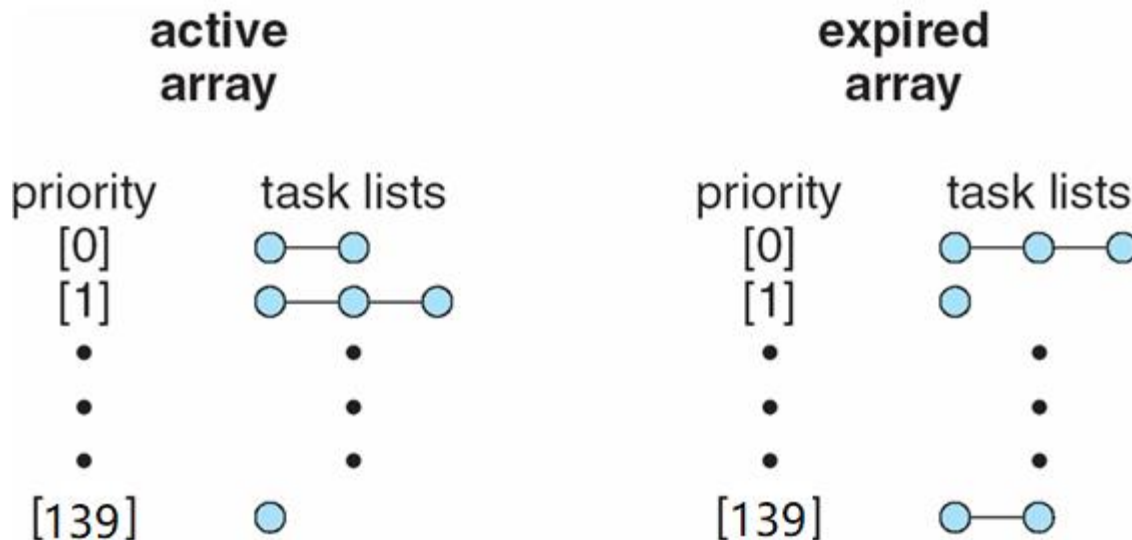 active
array
expired
array
priority task lists priority task lists
[0] [0]
[1] [1]
[139] [139]